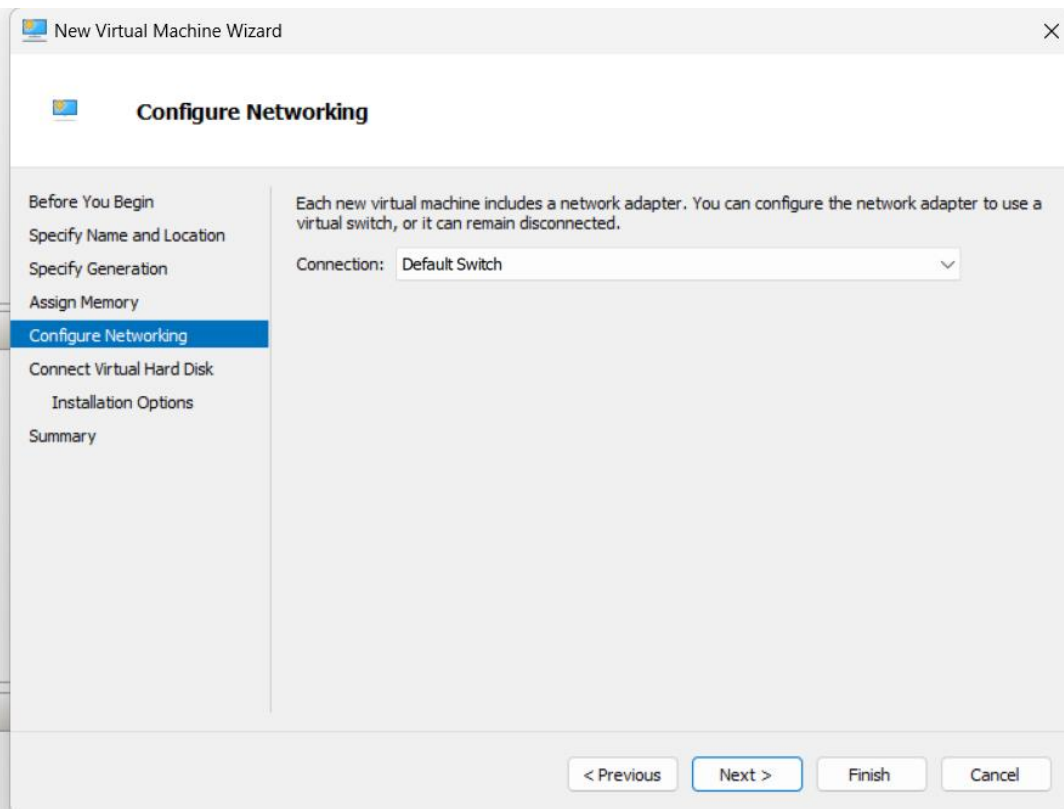 New Virtual Machine Wizard
Configure Networking
Before You Begin
Specify Name and Location
Specify Generation
Assign Memory
Configure Networking
Connect Virtual Hard Disk
Installation Options
Summary
Each new virtual machine includes a network adapter. You can configure the network adapter to use a
virtual switch, or it can remain disconnected.
Connection: Default Switch
< Previous Next > Finish Cancel